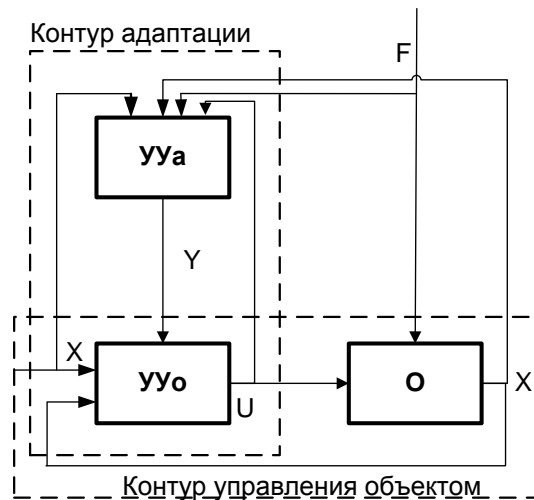 Контур адаптации
F
УУа
Y
X
УУо
U
О
X
Контур управления объектом